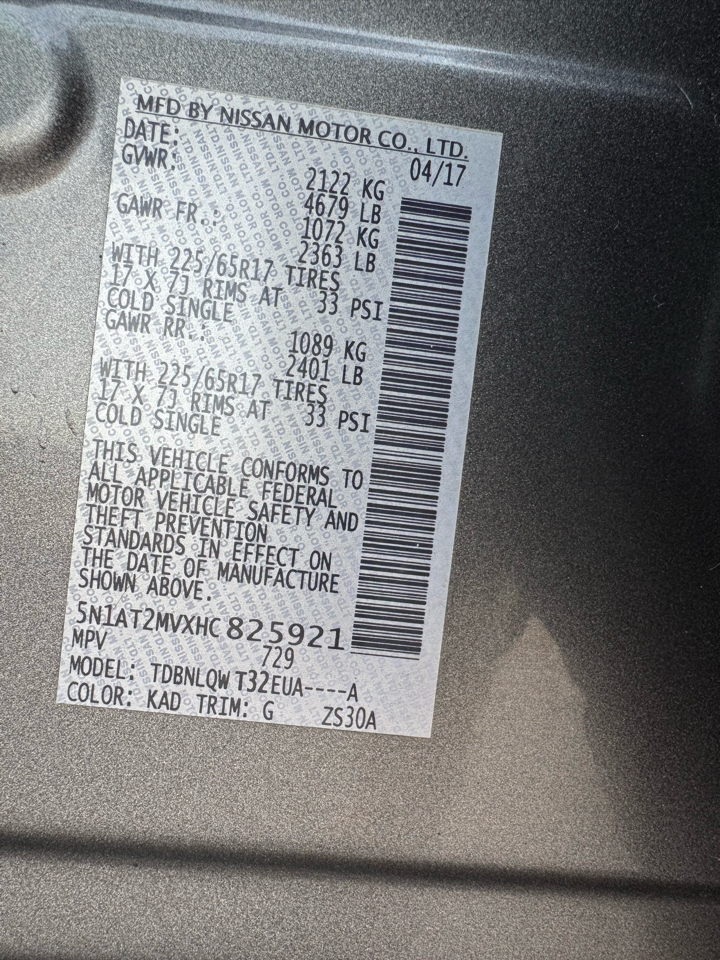 MFD BY NISSAN MOTOR CO., LTD.
DATE: 04/17
GVWR: 2122 KG
4679 LB
GAWR FR.: 1072 KG
2363 LB
WITH 225/65R17 TIRES
17 X 7J RIMS AT 33 PSI
COLD SINGLE
GAWR RR.: 1089 KG
2401 LB
WITH 225/65R17 TIRES
17 X 7J RIMS AT 33 PSI
COLD SINGLE
THIS VEHICLE CONFORMS TO
ALL APPLICABLE FEDERAL
MOTOR VEHICLE SAFETY AND
THEFT PREVENTION
STANDARDS IN EFFECT ON
THE DATE OF MANUFACTURE
SHOWN ABOVE.
5N1AT2MVXHC 825921
MPV 729
MODEL: TDBNLQW T32EUA----A
COLOR: KAD TRIM: G ZS30A